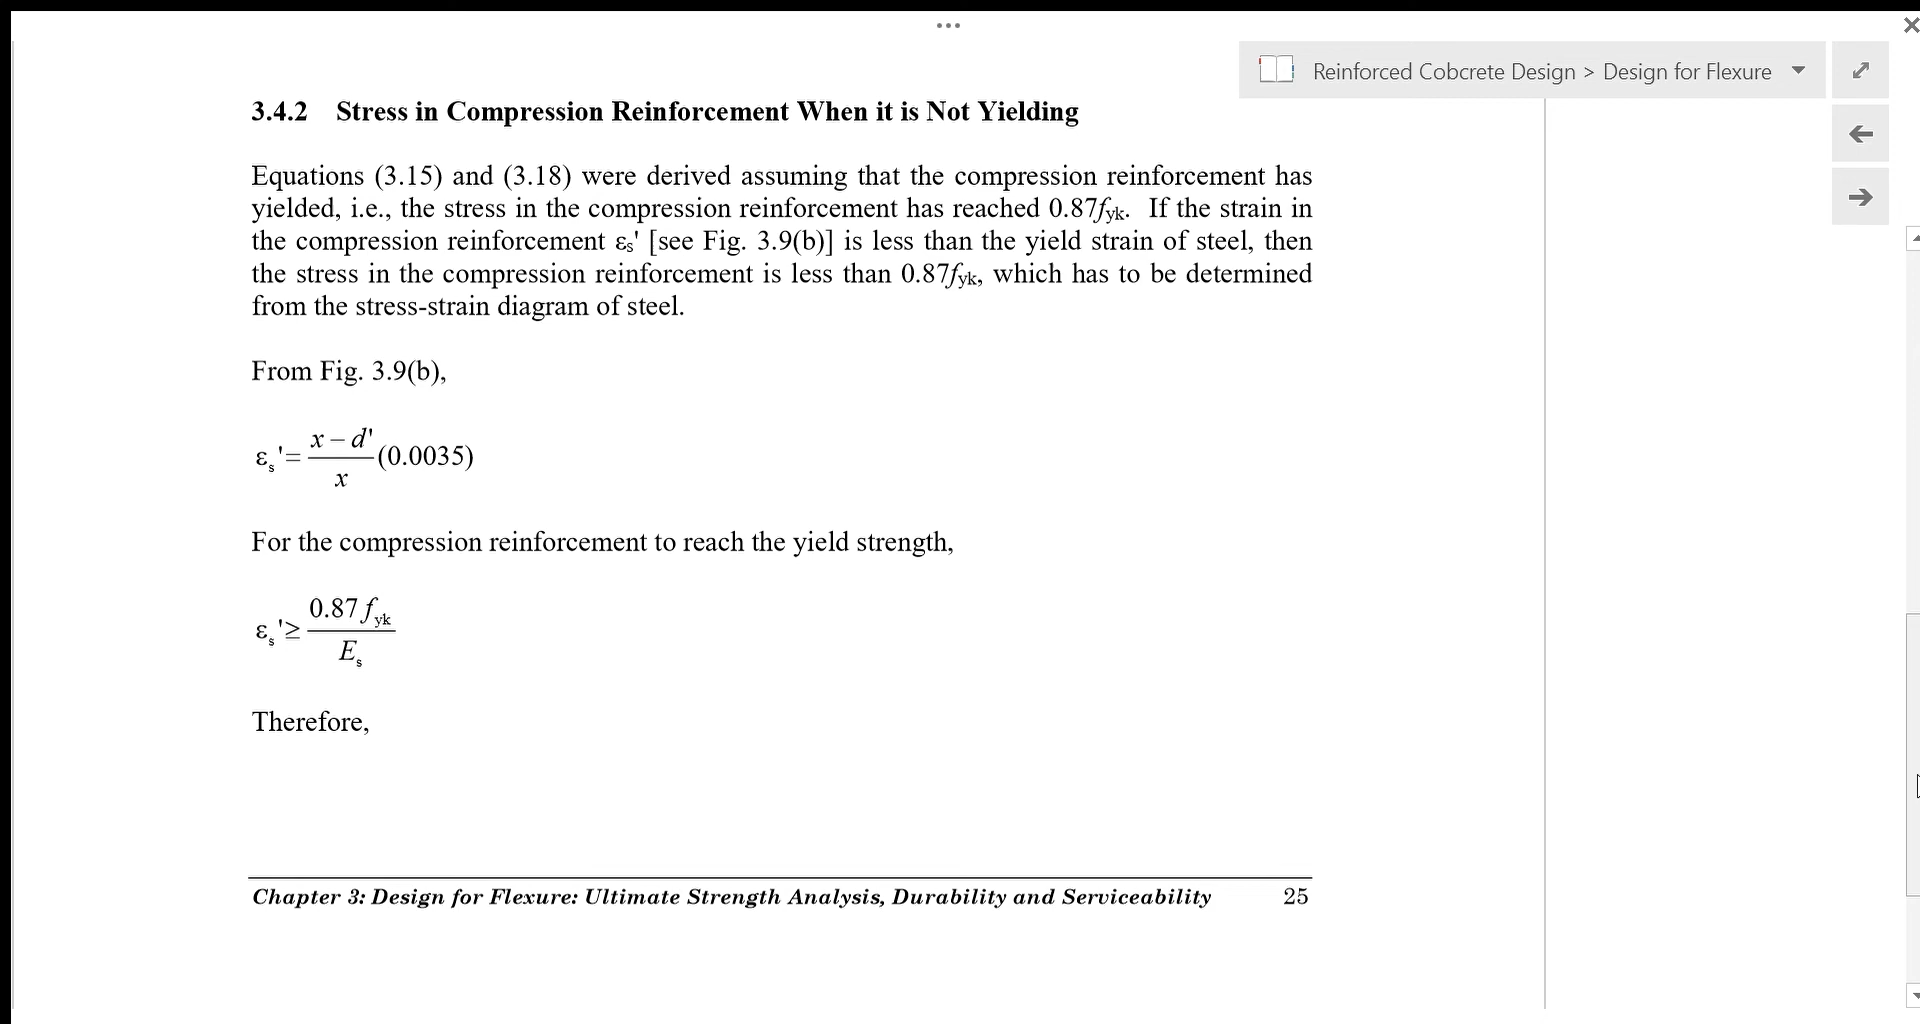 Reinforced Cobcrete Design > Design for Flexure
3.4.2 Stress in Compression Reinforcement When it is Not Yielding
Equations (3.15) and (3.18) were derived assuming that the compression reinforcement has
yielded, i.e., the stress in the compression reinforcement has reached 0.87fyk. If the strain in
the compression reinforcement εs' [see Fig. 3.9(b)] is less than the yield strain of steel, then
the stress in the compression reinforcement is less than 0.87fyk, which has to be determined
from the stress-strain diagram of steel.
From Fig. 3.9(b),
εs' = (x – d')/x (0.0035)
For the compression reinforcement to reach the yield strength,
εs' ≥ 0.87 fyk / Es
Therefore,
Chapter 3: Design for Flexure: Ultimate Strength Analysis, Durability and Serviceability 25